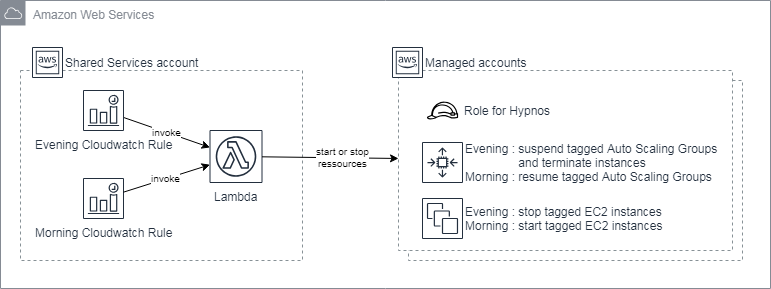 Amazon Web Services
aws
Shared Services account
aws
Managed accounts
Evening Cloudwatch Rule
invoke
invoke
Morning Cloudwatch Rule
Lambda
start or stop
ressources
Role for Hypnos
Evening : suspend tagged Auto Scaling Groups
and terminate instances
Morning : resume tagged Auto Scaling Groups
Evening : stop tagged EC2 instances
Morning : start tagged EC2 instances